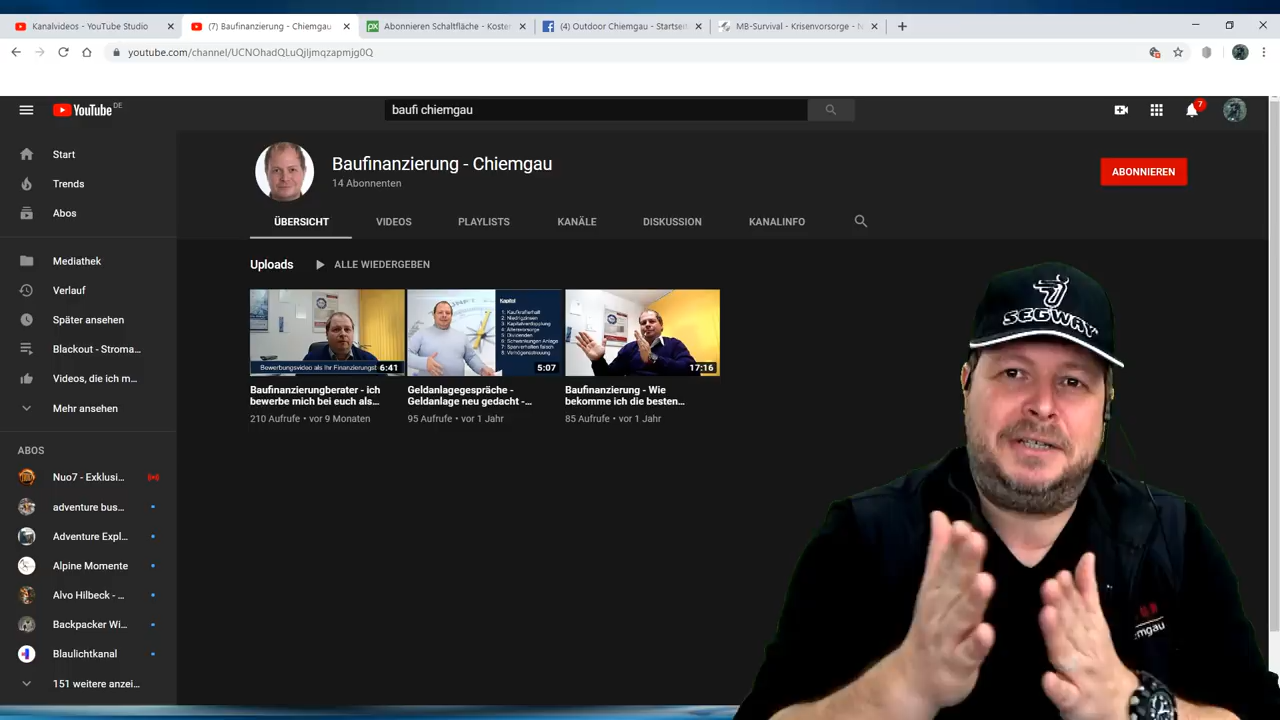 Kanalvideos - YouTube Studio
(7) Baufinanzierung - Chiemgau
Abonnieren Schaltfläche - Koster
(4) Outdoor Chiemgau - Startseit
MB-Survival - Krisenvorsorge - N
youtube.com/channel/UCNOhadQLuQjljmqzapmjg0Q
YouTube DE
baufi chiemgau
7
Start
Trends
Abos
Mediathek
Verlauf
Später ansehen
Blackout - Stroma...
Videos, die ich m...
Mehr ansehen
ABOS
Nuo7 - Exklusi...
adventure bus...
Adventure Expl...
Alpine Momente
Alvo Hilbeck - ...
Backpacker Wi...
Blaulichtkanal
151 weitere anzei...
Baufinanzierung - Chiemgau
14 Abonnenten
ABONNIEREN
ÜBERSICHT
VIDEOS
PLAYLISTS
KANÄLE
DISKUSSION
KANALINFO
Uploads
ALLE WIEDERGEBEN
Bewerbungsvideo als Ihr Finanzierungst
6:41
Baufinanzierungberater - ich
bewerbe mich bei euch als...
210 Aufrufe • vor 9 Monaten
Kapitel
5:07
Geldanlagegespräche -
Geldanlage neu gedacht -...
95 Aufrufe • vor 1 Jahr
17:16
Baufinanzierung - Wie
bekomme ich die besten...
85 Aufrufe • vor 1 Jahr
SEGWAY
emgau